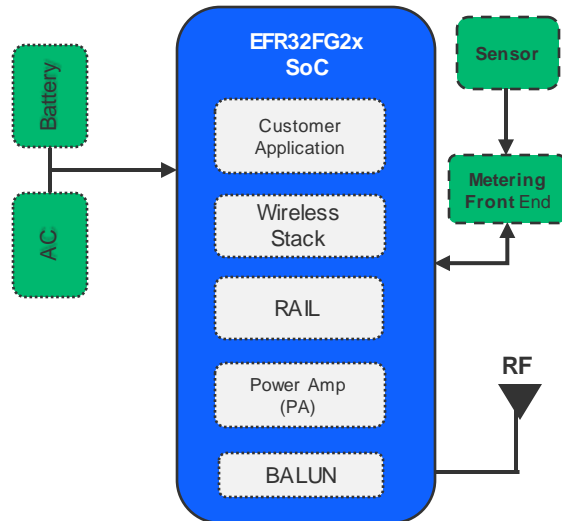 Battery
AC
EFR32FG2x
SoC
Customer
Application
Wireless
Stack
RAIL
Power Amp
(PA)
BALUN
Sensor
Metering
Front End
RF